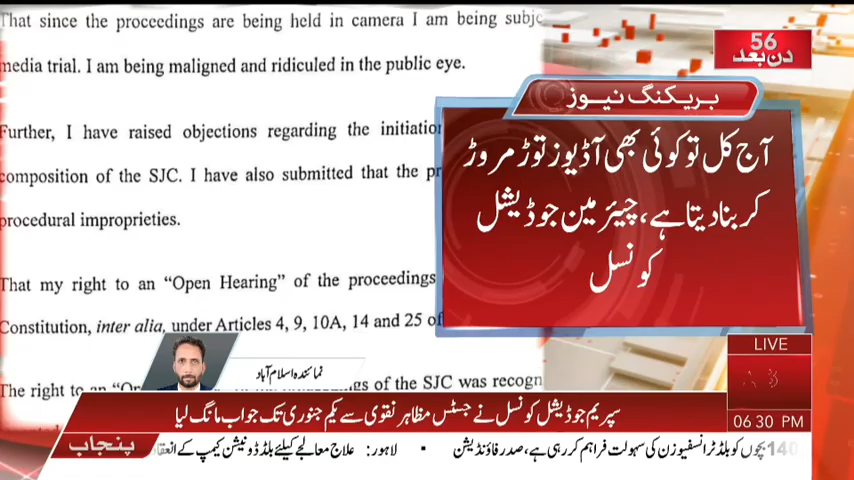 That since the proceedings are being held in camera I am being
media trial. I am being maligned and ridiculed in the public eye.
Further, I have raised objections regarding the
composition of the SJC. I have also submitted that the
procedural improprieties.
That my right to an “Open Hearing” of the proceedings
Constitution, inter alia, under Articles 4, 9, 10A, 14 and 25
The right to an of the SJC was
56
دن بعد
بریکنگ نیوز
آج کل تو کوئی بھی آڈیوز توڑ مروڑ
کر بنا دیتا ہے، چیئرمین جوڈیشل
کونسل
نمائندہ اسلام آباد
LIVE
06:30 PM
سپریم جوڈیشل کونسل نے جسٹس مظاہر نقوی سے یکم جنوری تک جواب مانگ لیا
پنجاب
140 بچوں کو بلڈ ٹرانسفیوزن کی سہولت فراہم کر رہی ہے، صدر فاؤنڈیشن ▪ لاہور: علاج معالجے کیلئے بلڈ ڈونیشن کیمپ کے